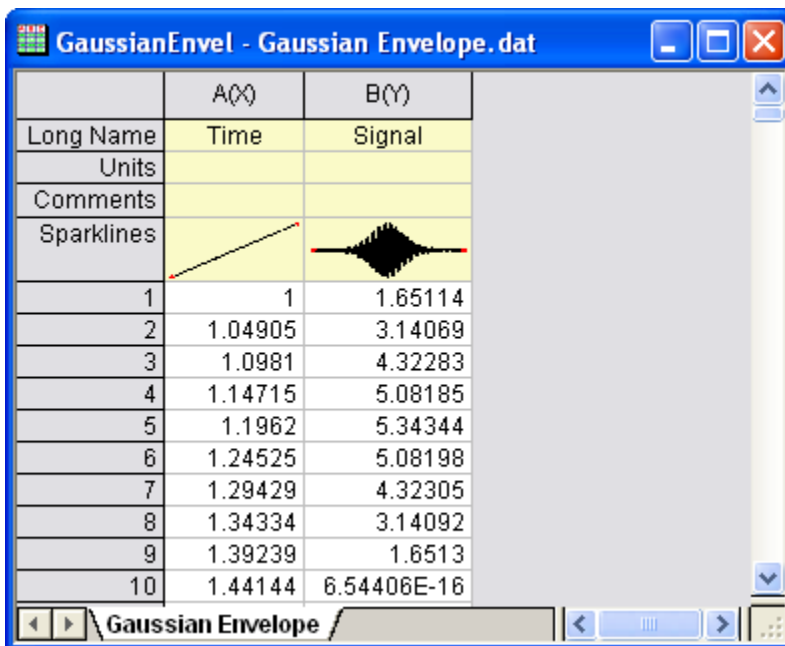 GaussianEnvel - Gaussian Envelope.dat
A(X) B(Y)
Long Name Time Signal
Units
Comments
Sparklines
1 1 1.65114
2 1.04905 3.14069
3 1.0981 4.32283
4 1.14715 5.08185
5 1.1962 5.34344
6 1.24525 5.08198
7 1.29429 4.32305
8 1.34334 3.14092
9 1.39239 1.6513
10 1.44144 6.54406E-16
Gaussian Envelope